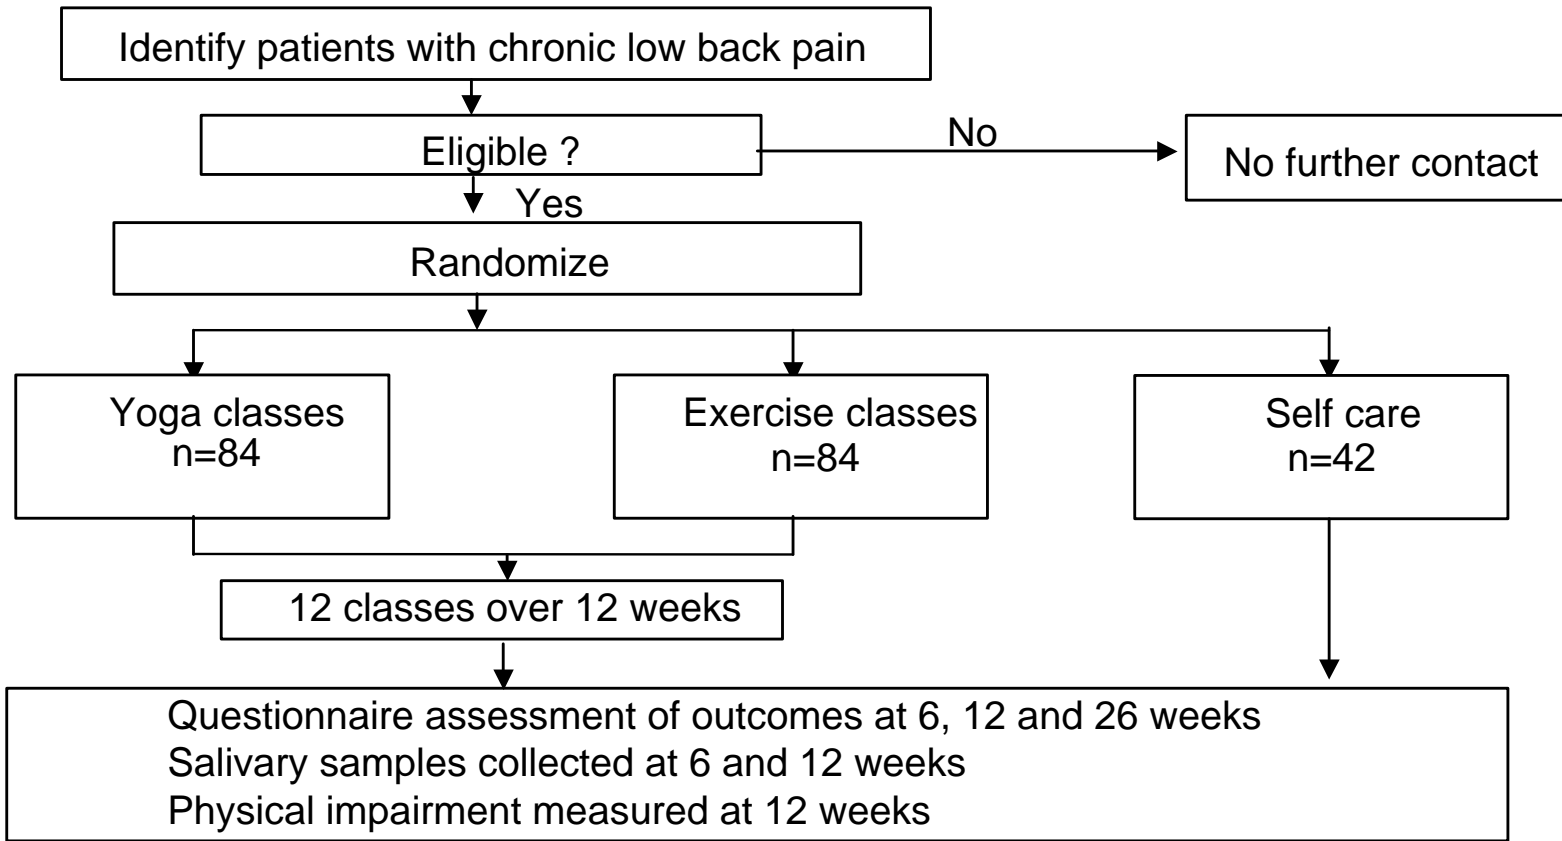 Identify patients with chronic low back pain
Eligible ?
No
No further contact
Yes
Randomize
Yoga classes
n=84
Exercise classes
n=84
Self care
n=42
12 classes over 12 weeks
Questionnaire assessment of outcomes at 6, 12 and 26 weeks
Salivary samples collected at 6 and 12 weeks
Physical impairment measured at 12 weeks